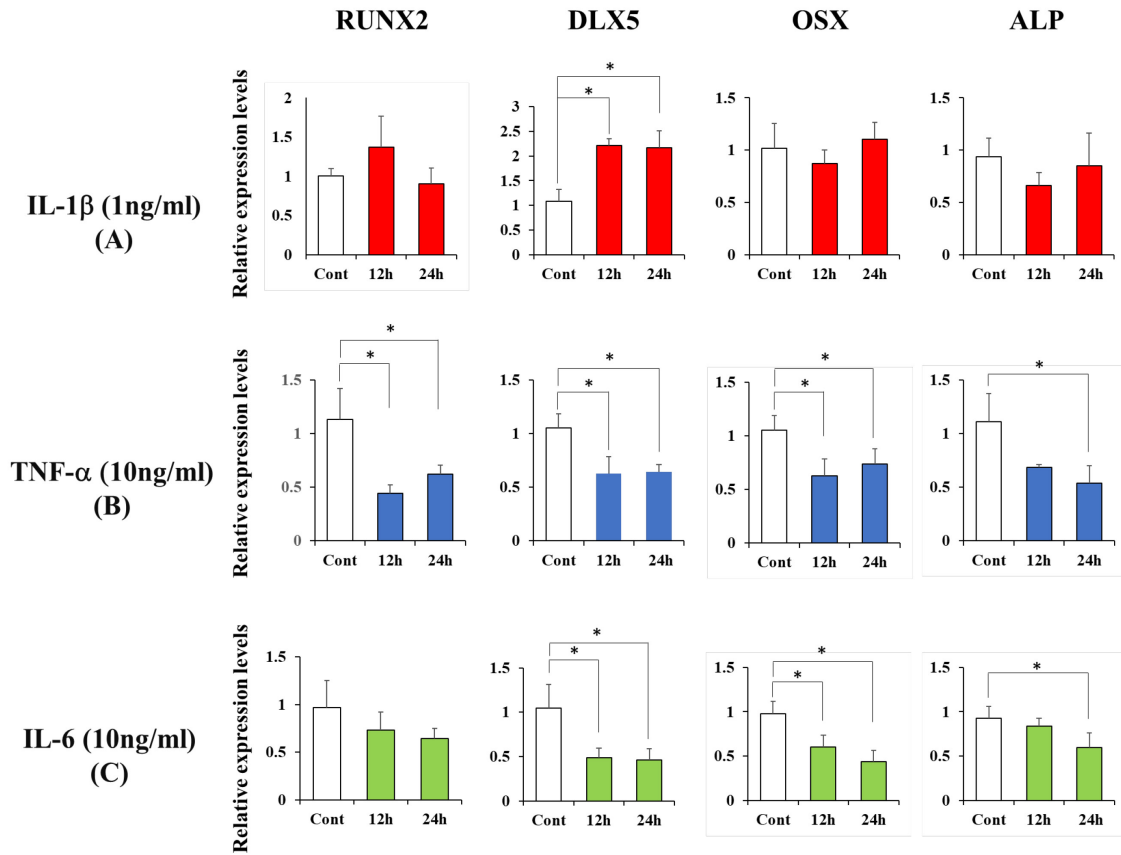 RUNX2 DLX5 OSX ALP
IL-1β (1ng/ml)
(A)
Relative expression levels
2
1.5
1
0.5
0
Cont 12h 24h
* *
3
2.5
2
1.5
1
0.5
0
Cont 12h 24h
1.5
1
0.5
0
Cont 12h 24h
1.5
1
0.5
0
Cont 12h 24h
TNF-α (10ng/ml)
(B)
Relative expression levels
*
*
1.5
1
0.5
0
Cont 12h 24h
*
*
1.5
1
0.5
0
Cont 12h 24h
*
*
1.5
1
0.5
0
Cont 12h 24h
*
1.5
1
0.5
0
Cont 12h 24h
IL-6 (10ng/ml)
(C)
Relative expression levels
1.5
1
0.5
0
Cont 12h 24h
*
*
1.5
1
0.5
0
Cont 12h 24h
*
*
1.5
1
0.5
0
Cont 12h 24h
*
1.5
1
0.5
0
Cont 12h 24h